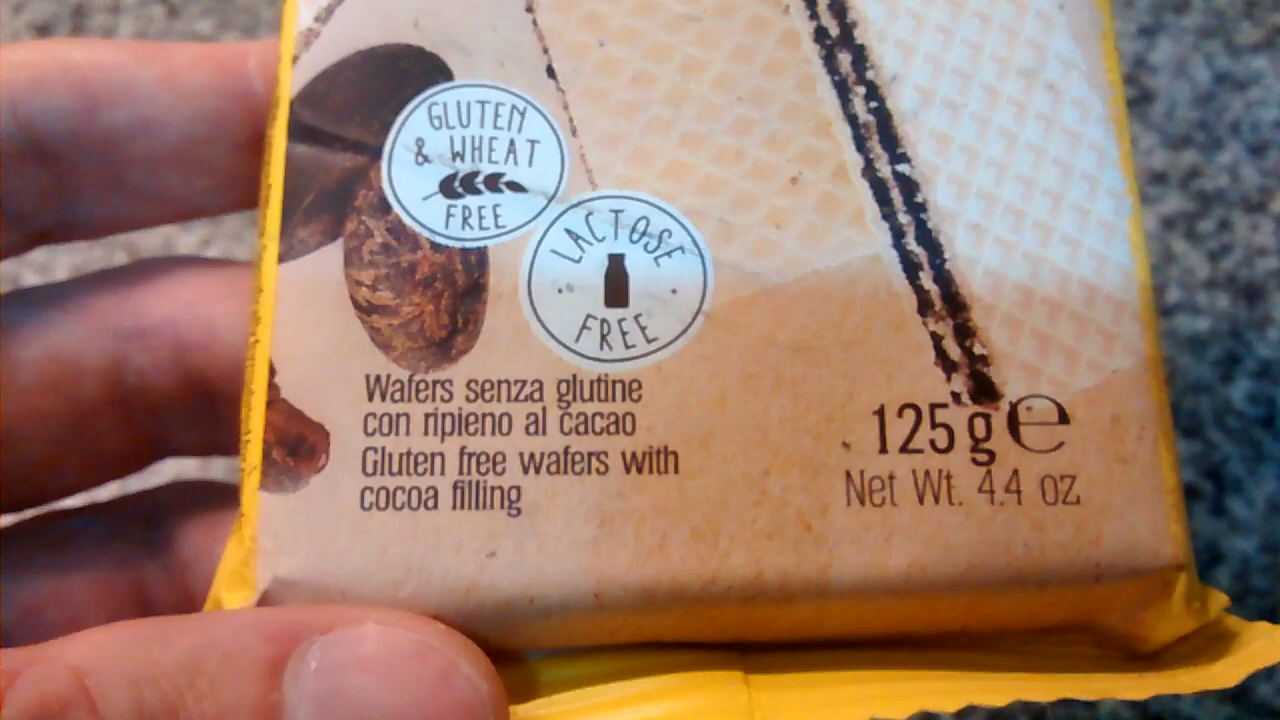 GLUTEN
& WHEAT
FREE
LACTOSE
FREE
Wafers senza glutine
con ripieno al cacao
Gluten free wafers with
cocoa filling
125 g e
Net Wt. 4.4 oz